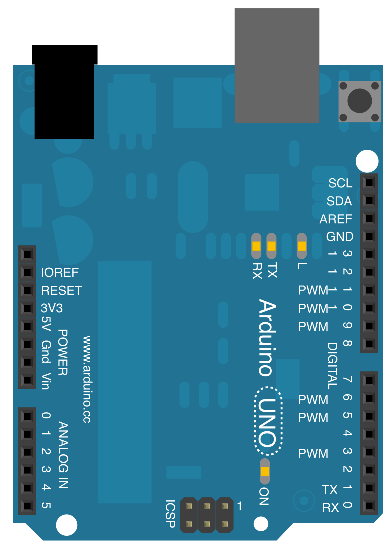 SCL
SDA
AREF
GND
13
12
PWM 11
PWM 10
PWM 9
8
DIGITAL
7
PWM 6
PWM 5
4
PWM 3
2
TX 1
RX 0
RX
TX
L
Arduino
UNO
ON
IOREF
RESET
3V3
5V
Gnd
Vin
POWER
www.arduino.cc
ANALOG IN
0
1
2
3
4
5
ICSP
1